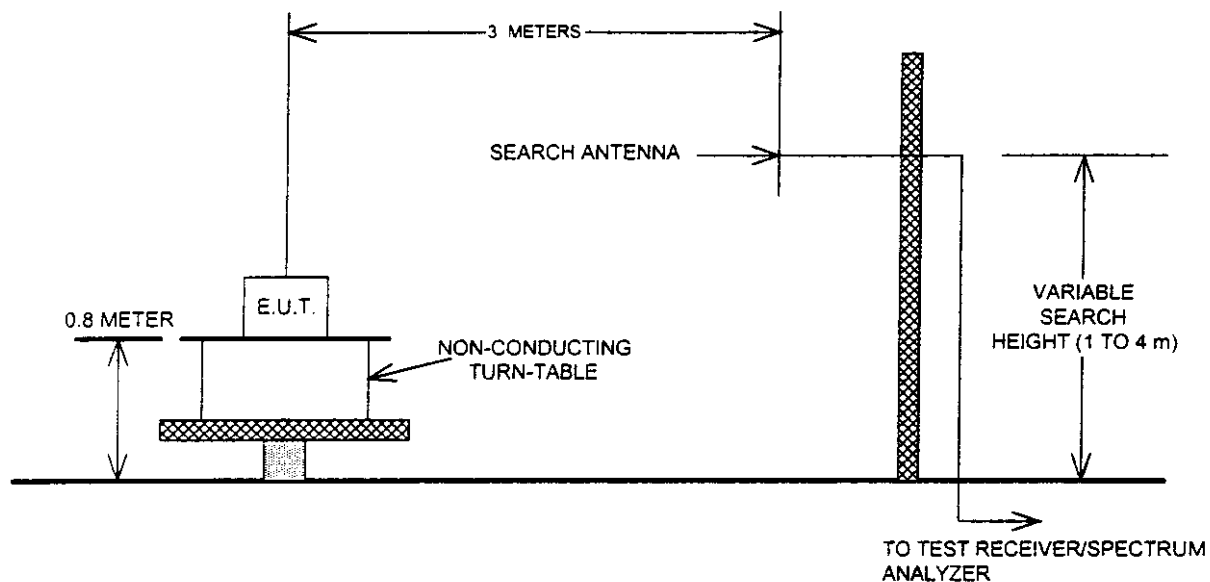 3 METERS
SEARCH ANTENNA
E.U.T.
0.8 METER
NON-CONDUCTING
TURN-TABLE
VARIABLE
SEARCH
HEIGHT (1 TO 4 m)
TO TEST RECEIVER/SPECTRUM
ANALYZER